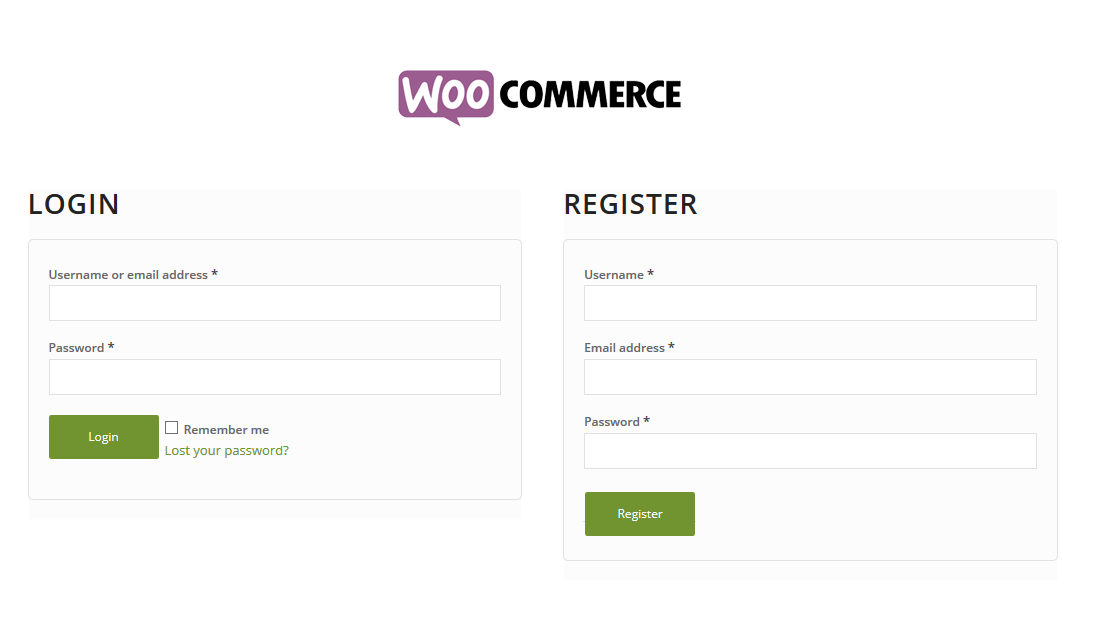 WOO COMMERCE
LOGIN
Username or email address *
Password *
Login
Remember me
Lost your password?
REGISTER
Username *
Email address *
Password *
Register